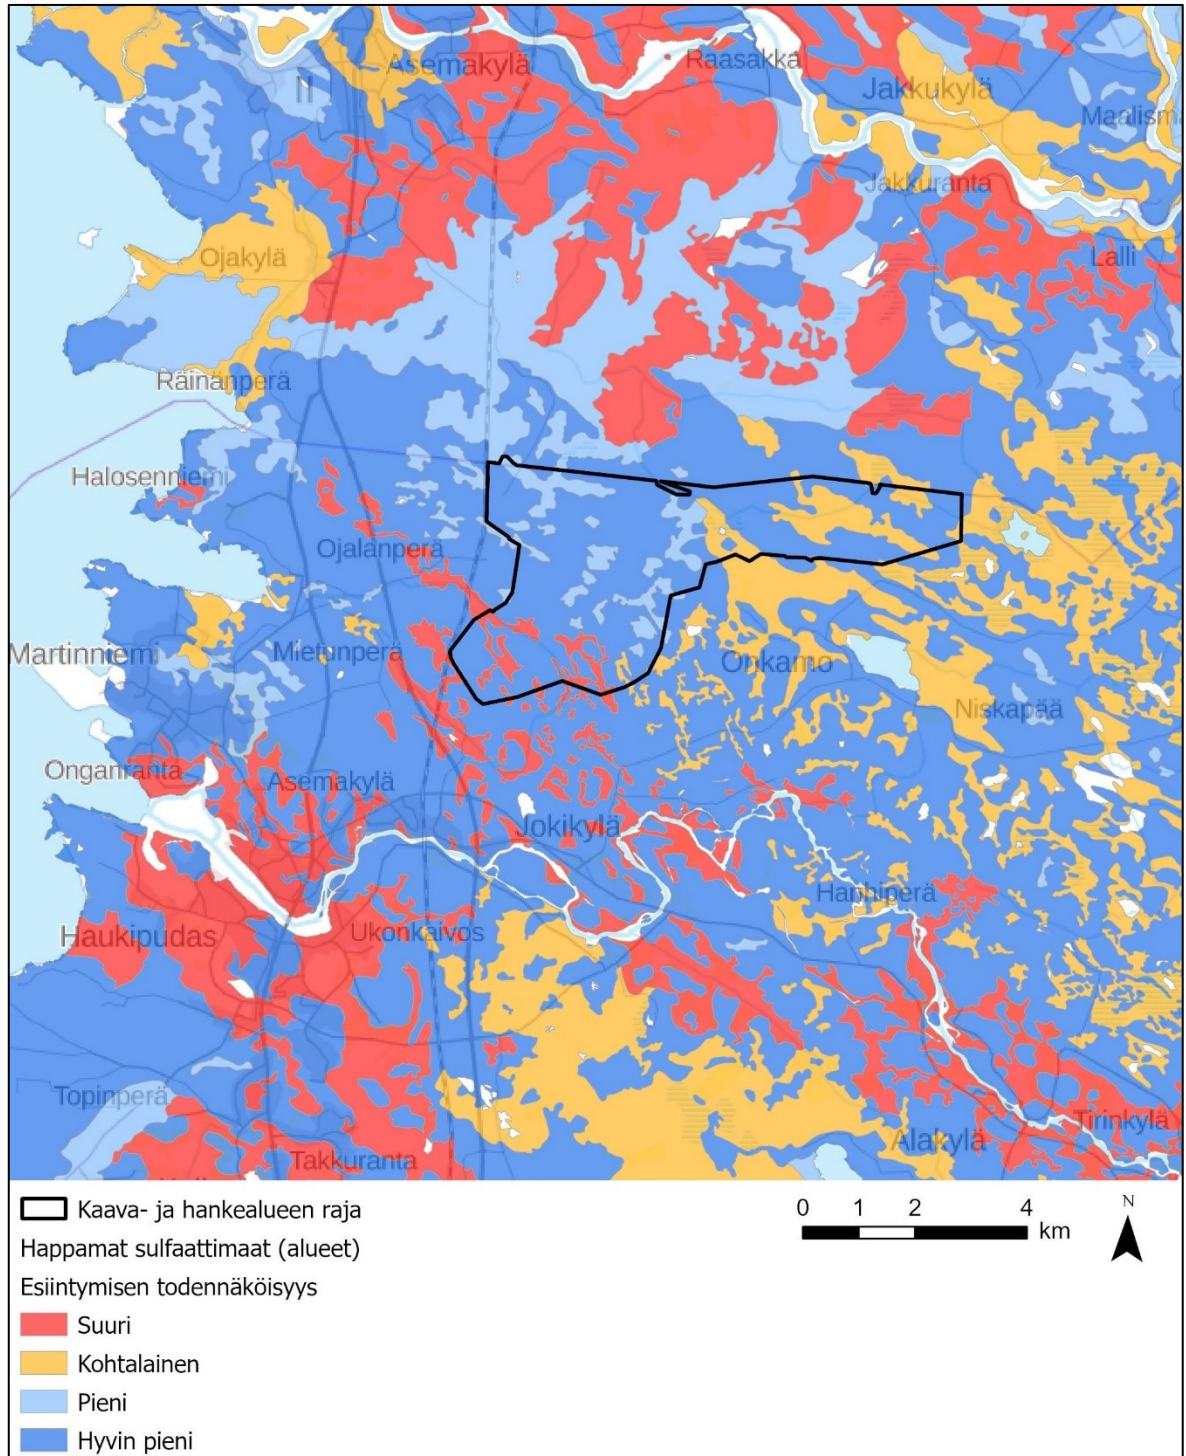 Ii
Asemakylä
Raasakka
Jakkukylä
Maalisma
Jakkuranta
Ojakylä
Lalli
Räinänperä
Halosenniemi
Ojalanperä
Martinniemi
Mietunperä
Onkamo
Niskapää
Onganranta
Asemakylä
Jokikylä
Hanhiperä
Haukipudas
Ukonkaivos
Topinperä
Takkuranta
Alakylä
Tirinkylä
Kaava- ja hankealueen raja
0 1 2 4 km
N
Happamat sulfaattimaat (alueet)
Esiintymisen todennäköisyys
Suuri
Kohtalainen
Pieni
Hyvin pieni